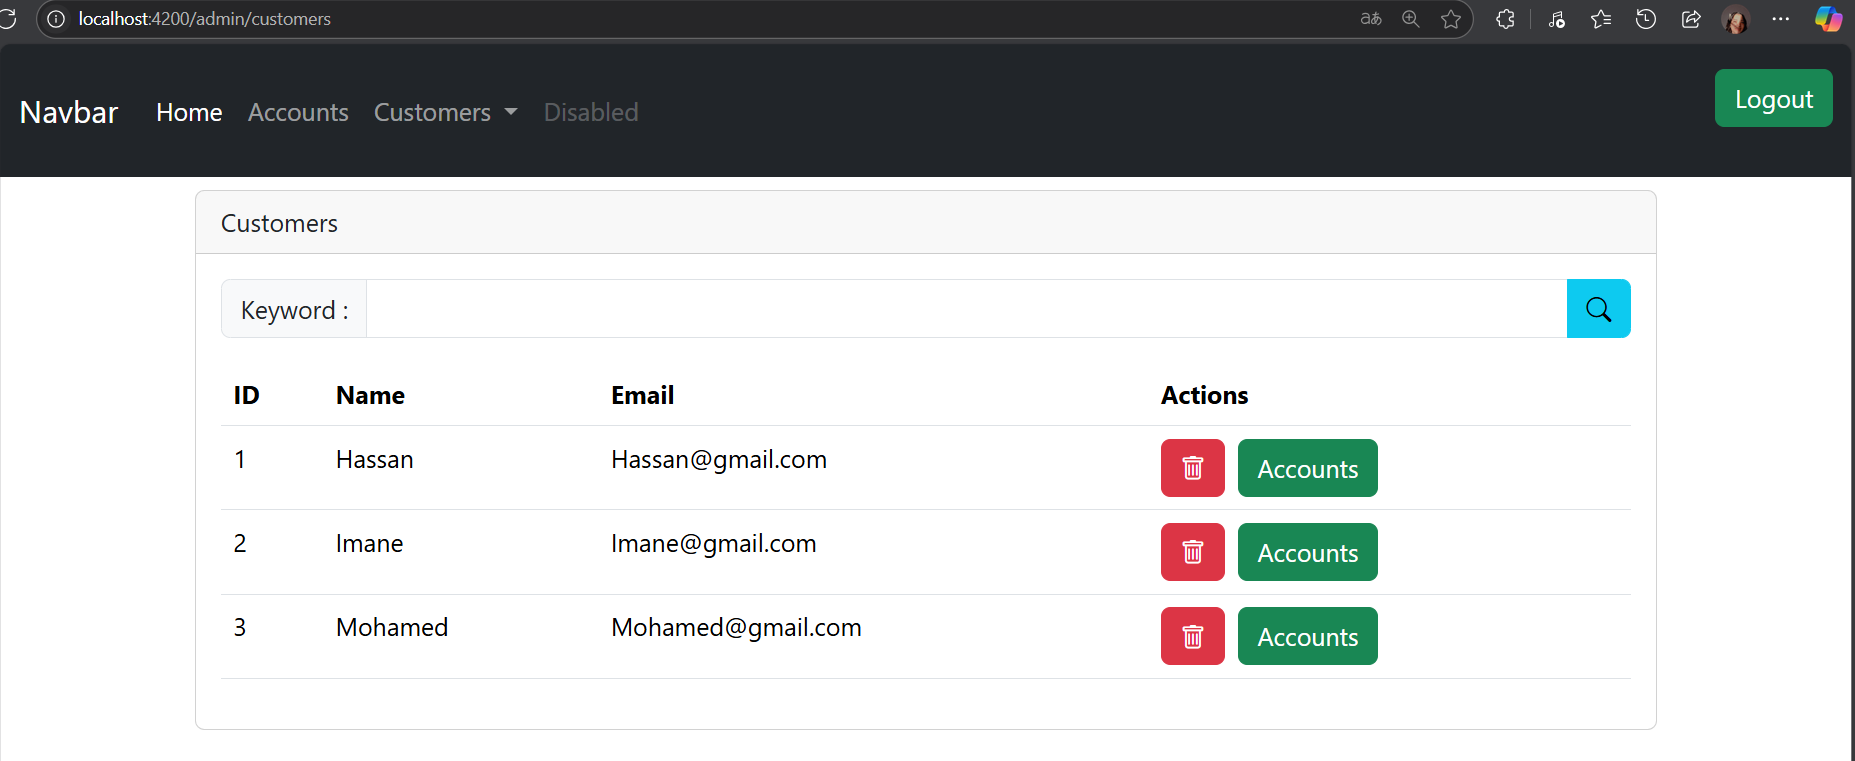 localhost:4200/admin/customers
Navbar Home Accounts Customers Disabled Logout
Customers
Keyword :
ID Name Email Actions
1 Hassan Hassan@gmail.com Accounts
2 Imane Imane@gmail.com Accounts
3 Mohamed Mohamed@gmail.com Accounts